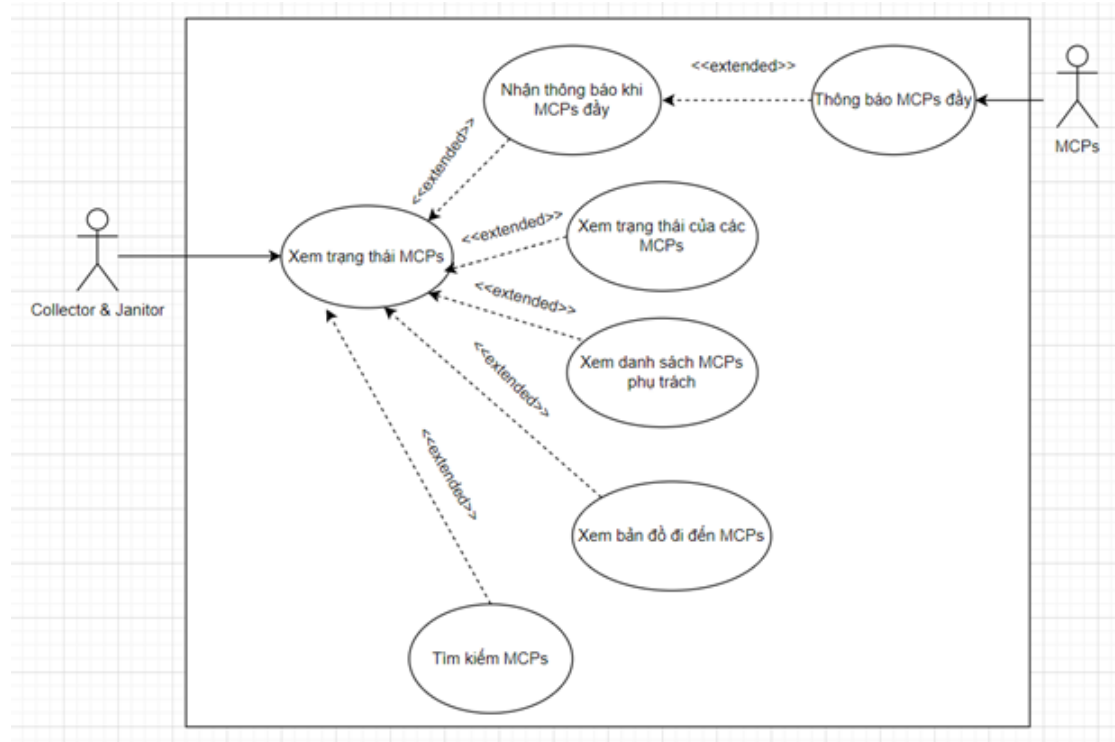 <<extended>>
Nhận thông báo khi
MCPs đầy
Thông báo MCPs đầy
MCPs
<<extended>>
<<extended>>
Xem trạng thái của các
MCPs
Xem trạng thái MCPs
Collector & Janitor
<<extended>>
Xem danh sách MCPs
phụ trách
<<extended>>
<<extended>>
Xem bản đồ đi đến MCPs
Tìm kiếm MCPs